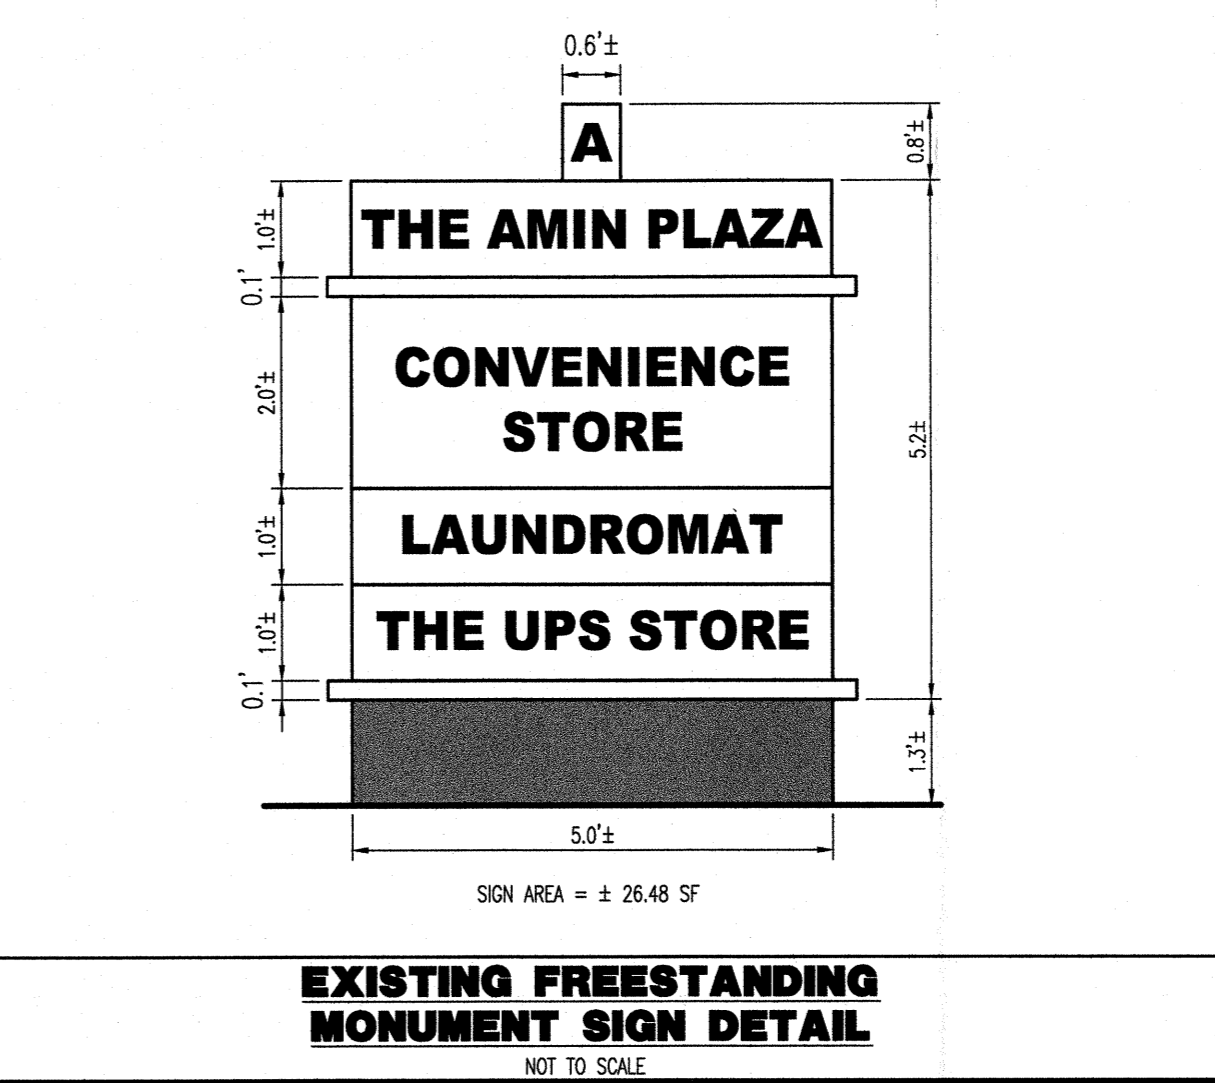 0.6'±
A
0.8'±
THE AMIN PLAZA
1.0'±
0.1'
CONVENIENCE
STORE
2.0'±
5.2±
LAUNDROMAT
1.0'±
THE UPS STORE
1.0'±
0.1'
1.3'±
5.0'±
SIGN AREA = ± 26.48 SF
EXISTING FREESTANDING
MONUMENT SIGN DETAIL
NOT TO SCALE